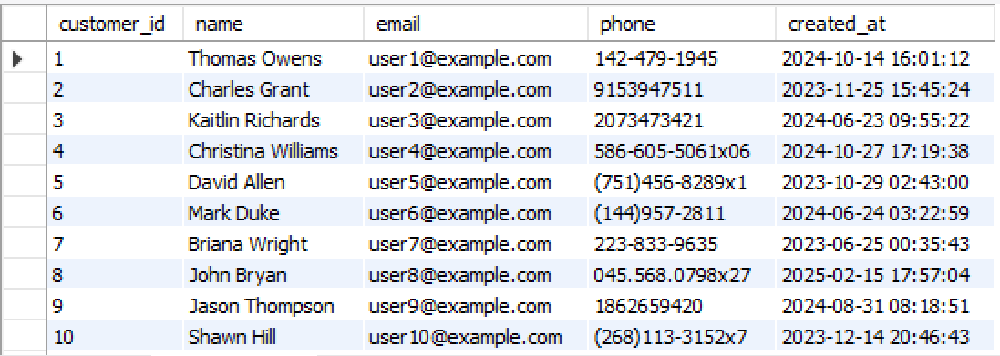 customer_id name email phone created_at
1 Thomas Owens user1@example.com 142-479-1945 2024-10-14 16:01:12
2 Charles Grant user2@example.com 9153947511 2023-11-25 15:45:24
3 Kaitlin Richards user3@example.com 2073473421 2024-06-23 09:55:22
4 Christina Williams user4@example.com 586-605-5061x06 2024-10-27 17:19:38
5 David Allen user5@example.com (751)456-8289x1 2023-10-29 02:43:00
6 Mark Duke user6@example.com (144)957-2811 2024-06-24 03:22:59
7 Briana Wright user7@example.com 223-833-9635 2023-06-25 00:35:43
8 John Bryan user8@example.com 045.568.0798x27 2025-02-15 17:57:04
9 Jason Thompson user9@example.com 1862659420 2024-08-31 08:18:51
10 Shawn Hill user10@example.com (268)113-3152x7 2023-12-14 20:46:43